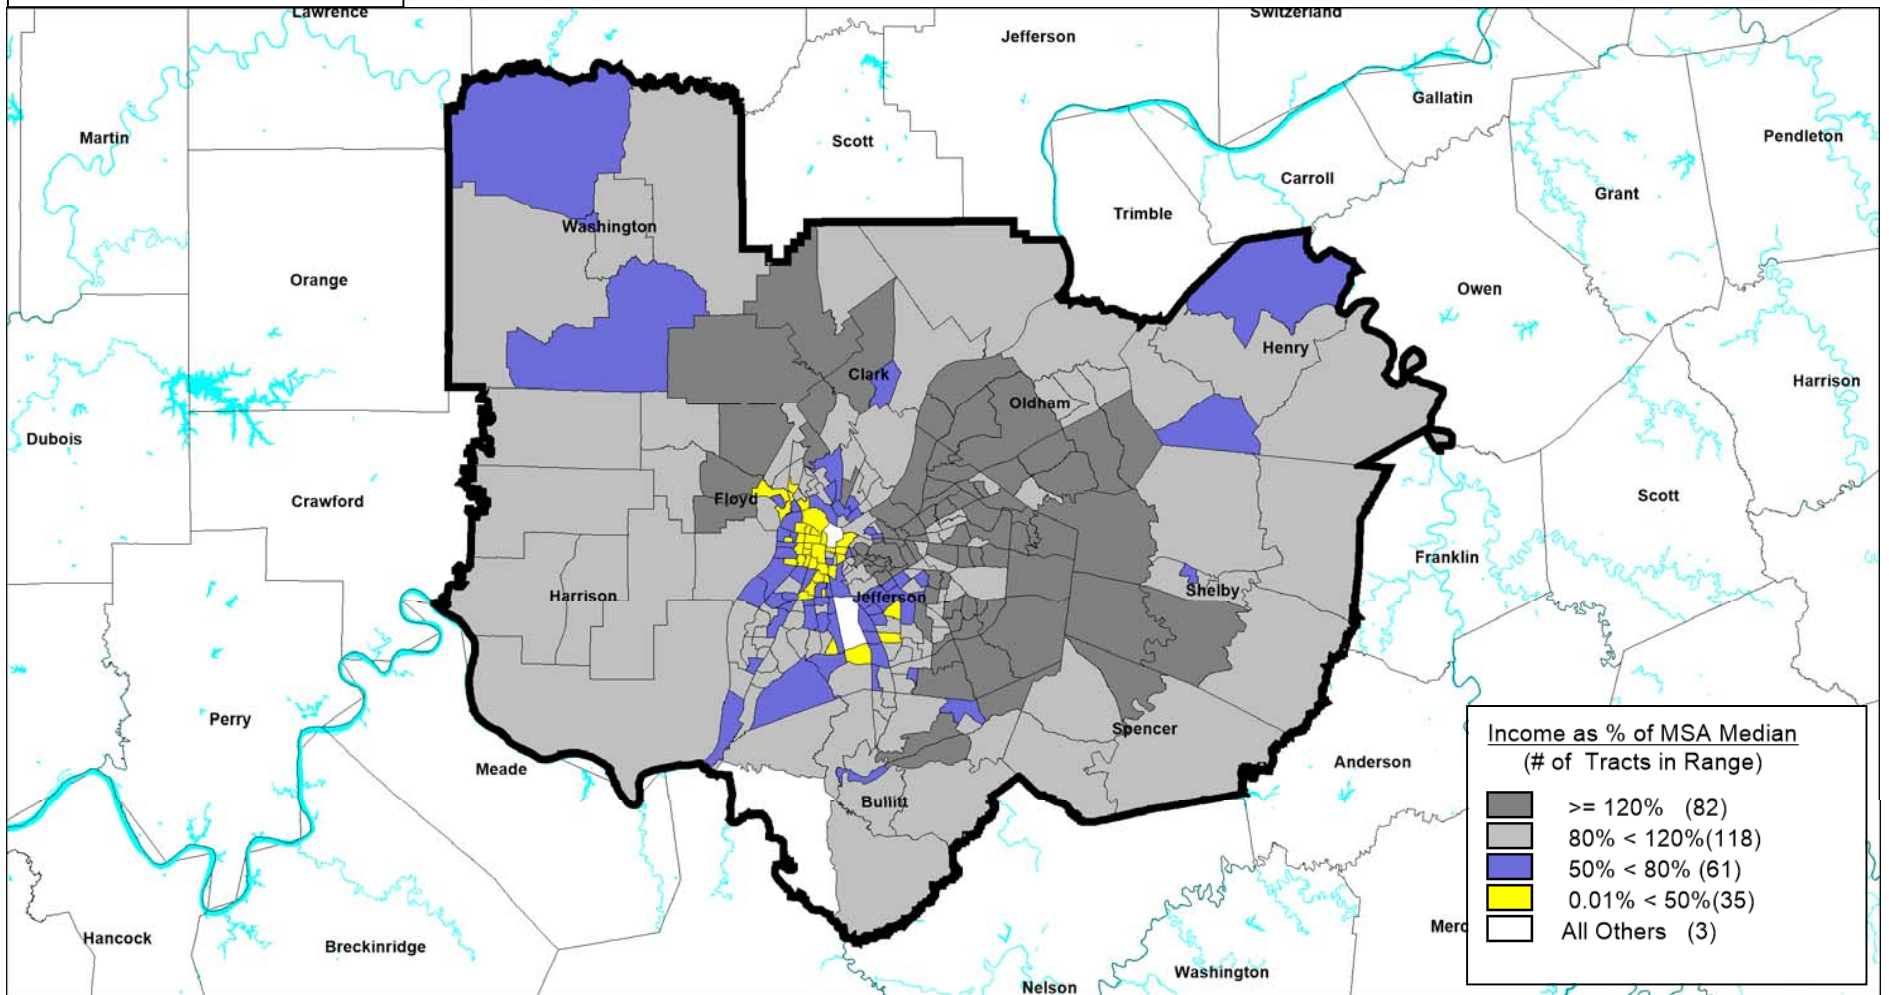 Lawrence
Switzerland
Jefferson
Gallatin
Martin
Scott
Pendleton
Carroll
Grant
Trimble
Washington
Orange
Owen
Henry
Clark
Harrison
Oldham
Dubois
Floyd
Crawford
Scott
Franklin
Shelby
Harrison
Jefferson
Perry
Spencer
Meade
Anderson
Bullitt
Hancock
Breckinridge
Merc
Washington
Nelson
Income as % of MSA Median
(# of Tracts in Range)
>= 120% (82)
80% < 120%(118)
50% < 80% (61)
0.01% < 50%(35)
All Others (3)